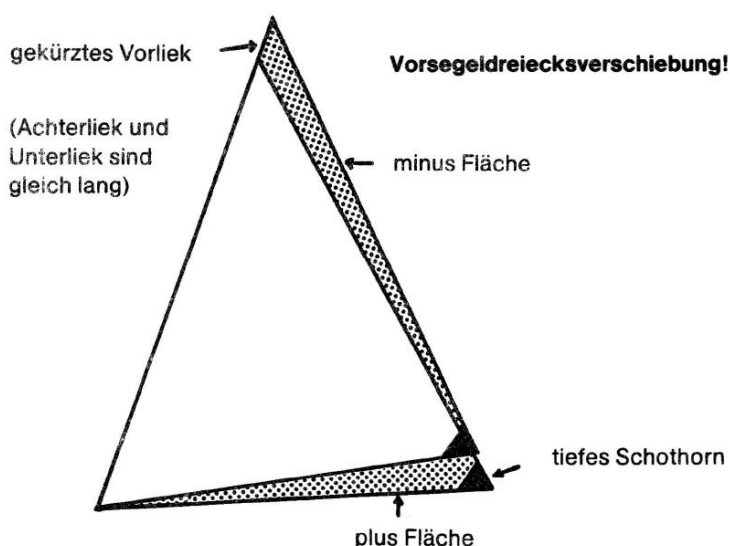 gekürztes Vorliek
Vorsegeldreiecksverschiebung!
(Achterliek und
Unterliek sind
gleich lang)
minus Fläche
tiefes Schothorn
plus Fläche